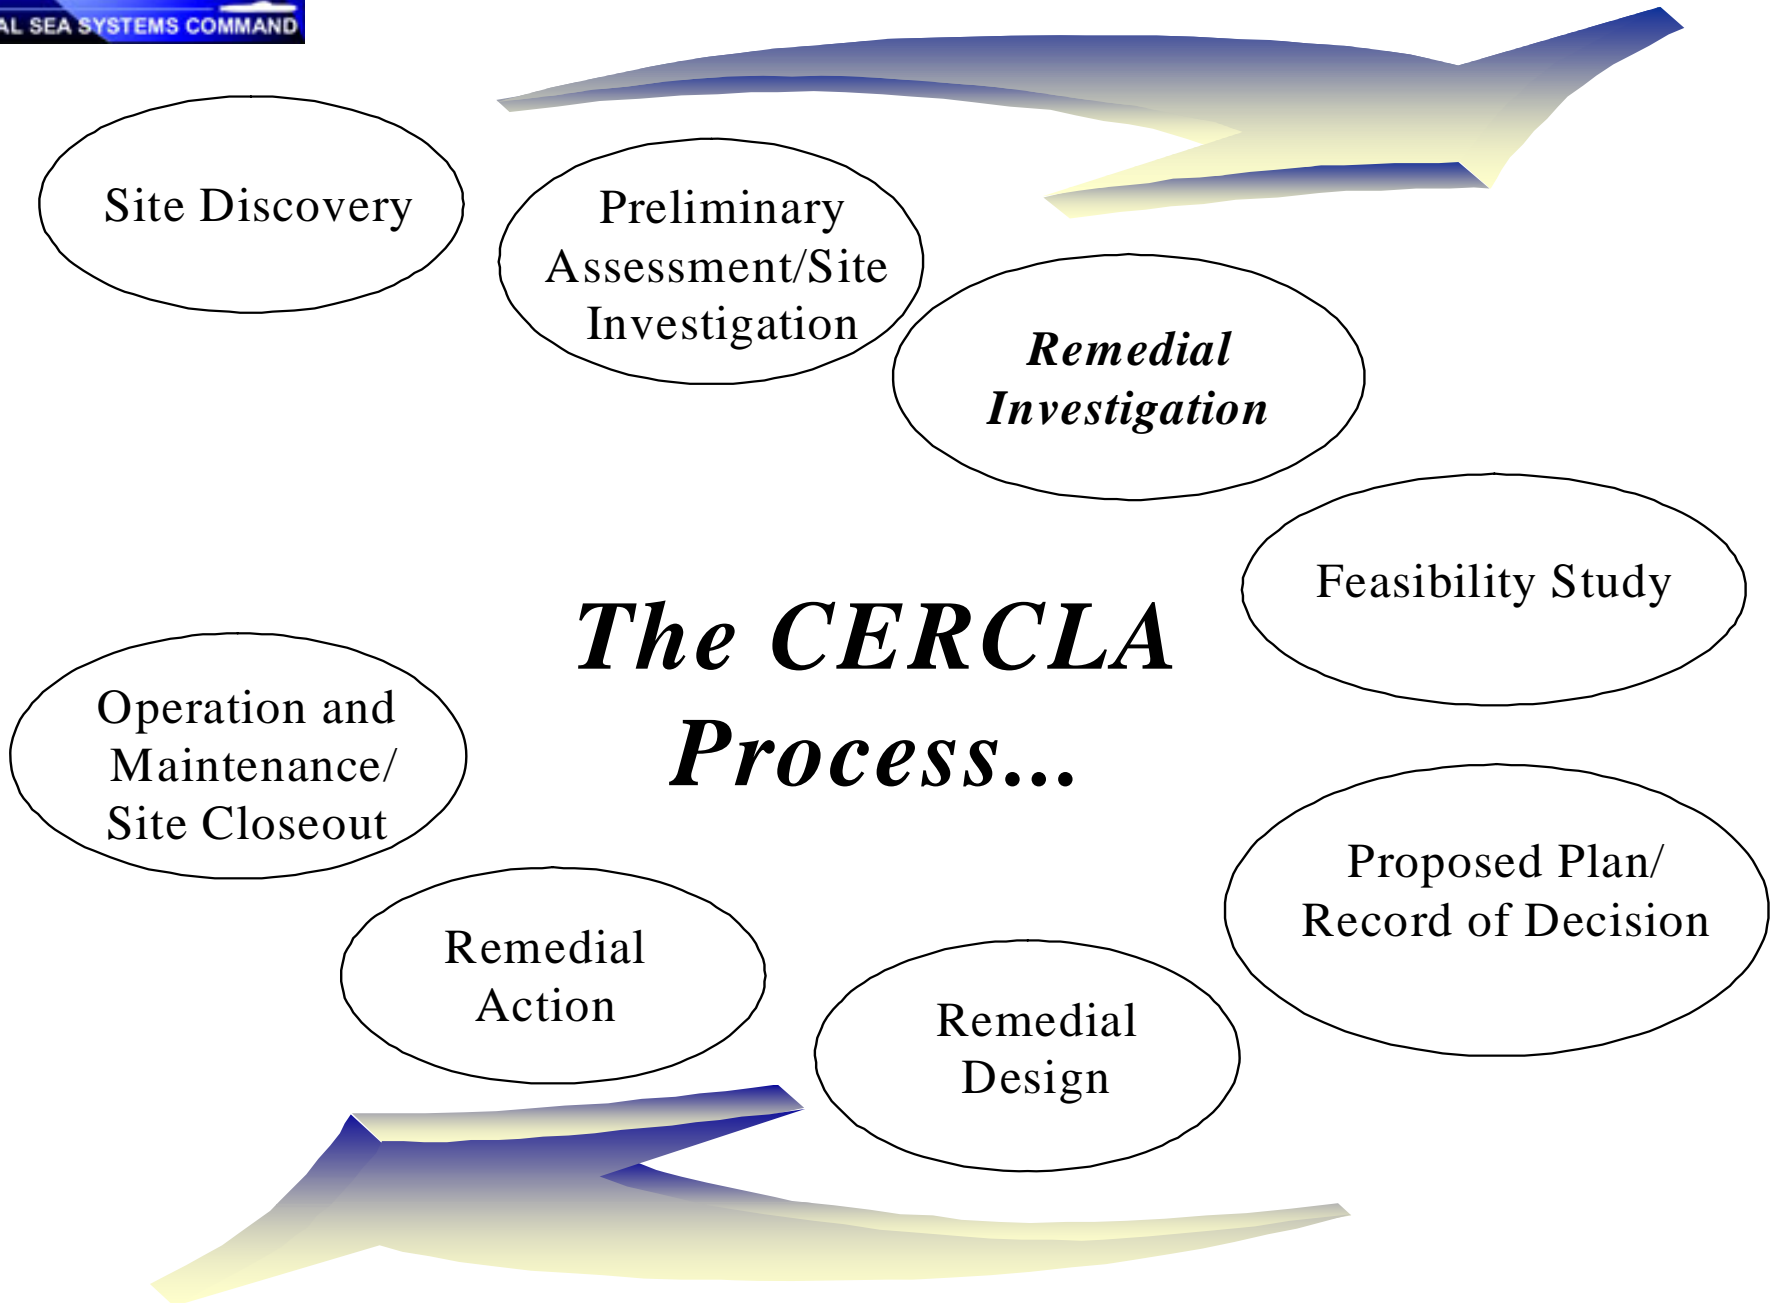 SEA SYSTEMS COMMAND
Site Discovery
Preliminary
Assessment/Site
Investigation
Remedial
Investigation
Feasibility Study
The CERCLA
Process...
Operation and
Maintenance/
Site Closeout
Proposed Plan/
Record of Decision
Remedial
Action
Remedial
Design